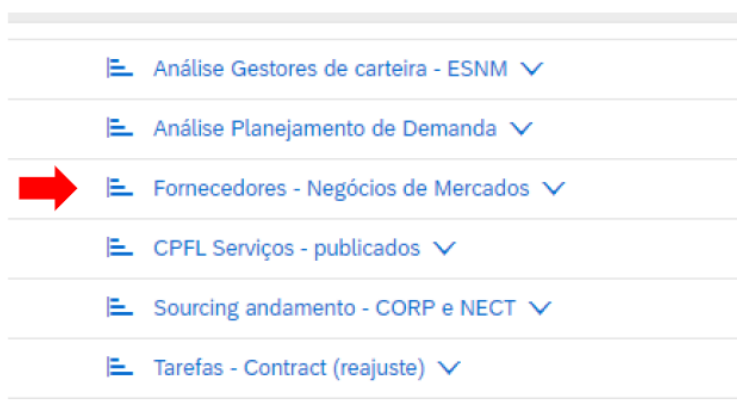 Análise Gestores de carteira - ESNM
Análise Planejamento de Demanda
Fornecedores - Negócios de Mercados
CPFL Serviços - publicados
Sourcing andamento - CORP e NECT
Tarefas - Contract (reajuste)